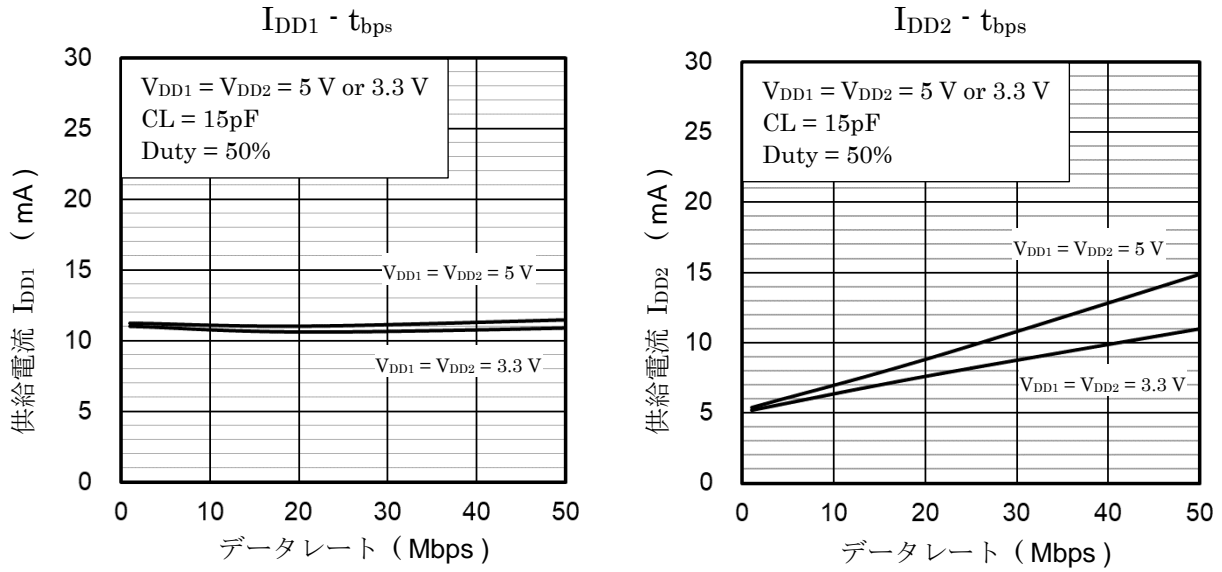 IDD1 - tbps
30
25
20
15
10
5
0
供給電流 IDD1 (mA)
VDD1 = VDD2 = 5 V or 3.3 V
CL = 15pF
Duty = 50%
VDD1 = VDD2 = 5 V
VDD1 = VDD2 = 3.3 V
0 10 20 30 40 50
データレート (Mbps)
IDD2 - tbps
30
25
20
15
10
5
0
供給電流 IDD2 (mA)
VDD1 = VDD2 = 5 V or 3.3 V
CL = 15pF
Duty = 50%
VDD1 = VDD2 = 5 V
VDD1 = VDD2 = 3.3 V
0 10 20 30 40 50
データレート (Mbps)